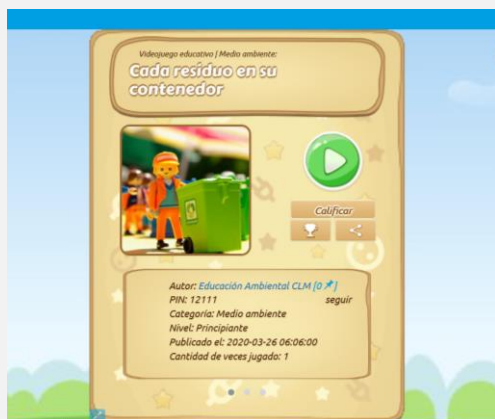 Videojuego educativo | Medio ambiente:
Cada residuo en su
contenedor
Calificar
Autor: Educación Ambiental CLM [0]
PIN: 12111
seguir
Categoría: Medio ambiente
Nivel: Principiante
Publicado el: 2020-03-26 06:06:00
Cantidad de veces jugado: 1